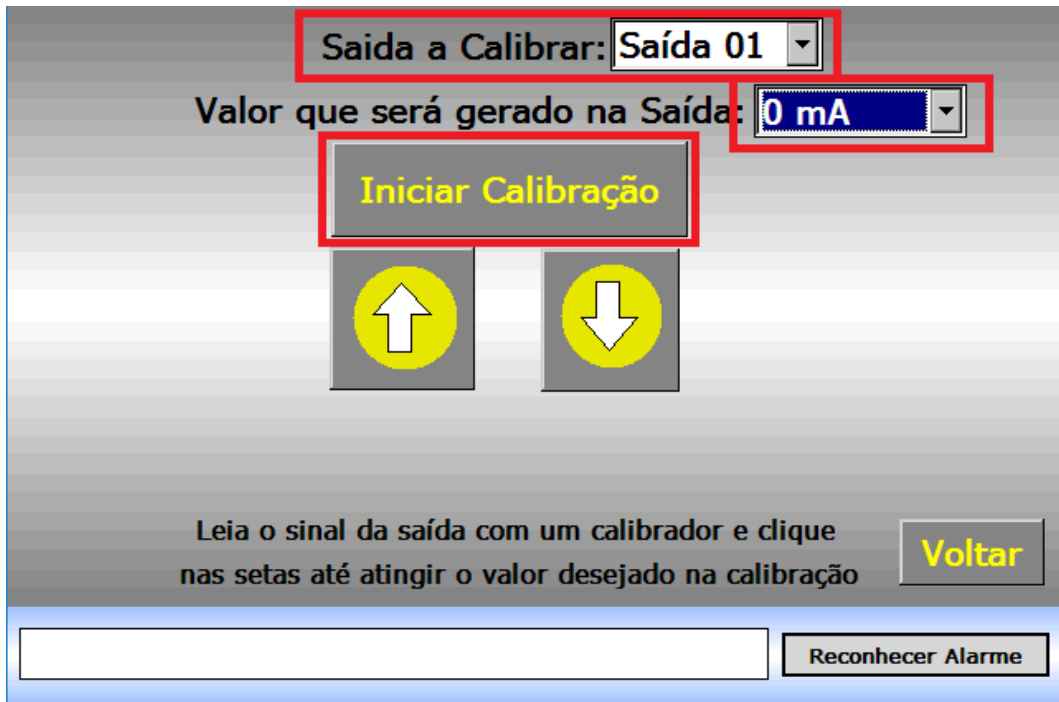 Saida a Calibrar: Saída 01
Valor que será gerado na Saída: 0 mA
Iniciar Calibração
Leia o sinal da saída com um calibrador e clique
nas setas até atingir o valor desejado na calibração
Voltar
Reconhecer Alarme